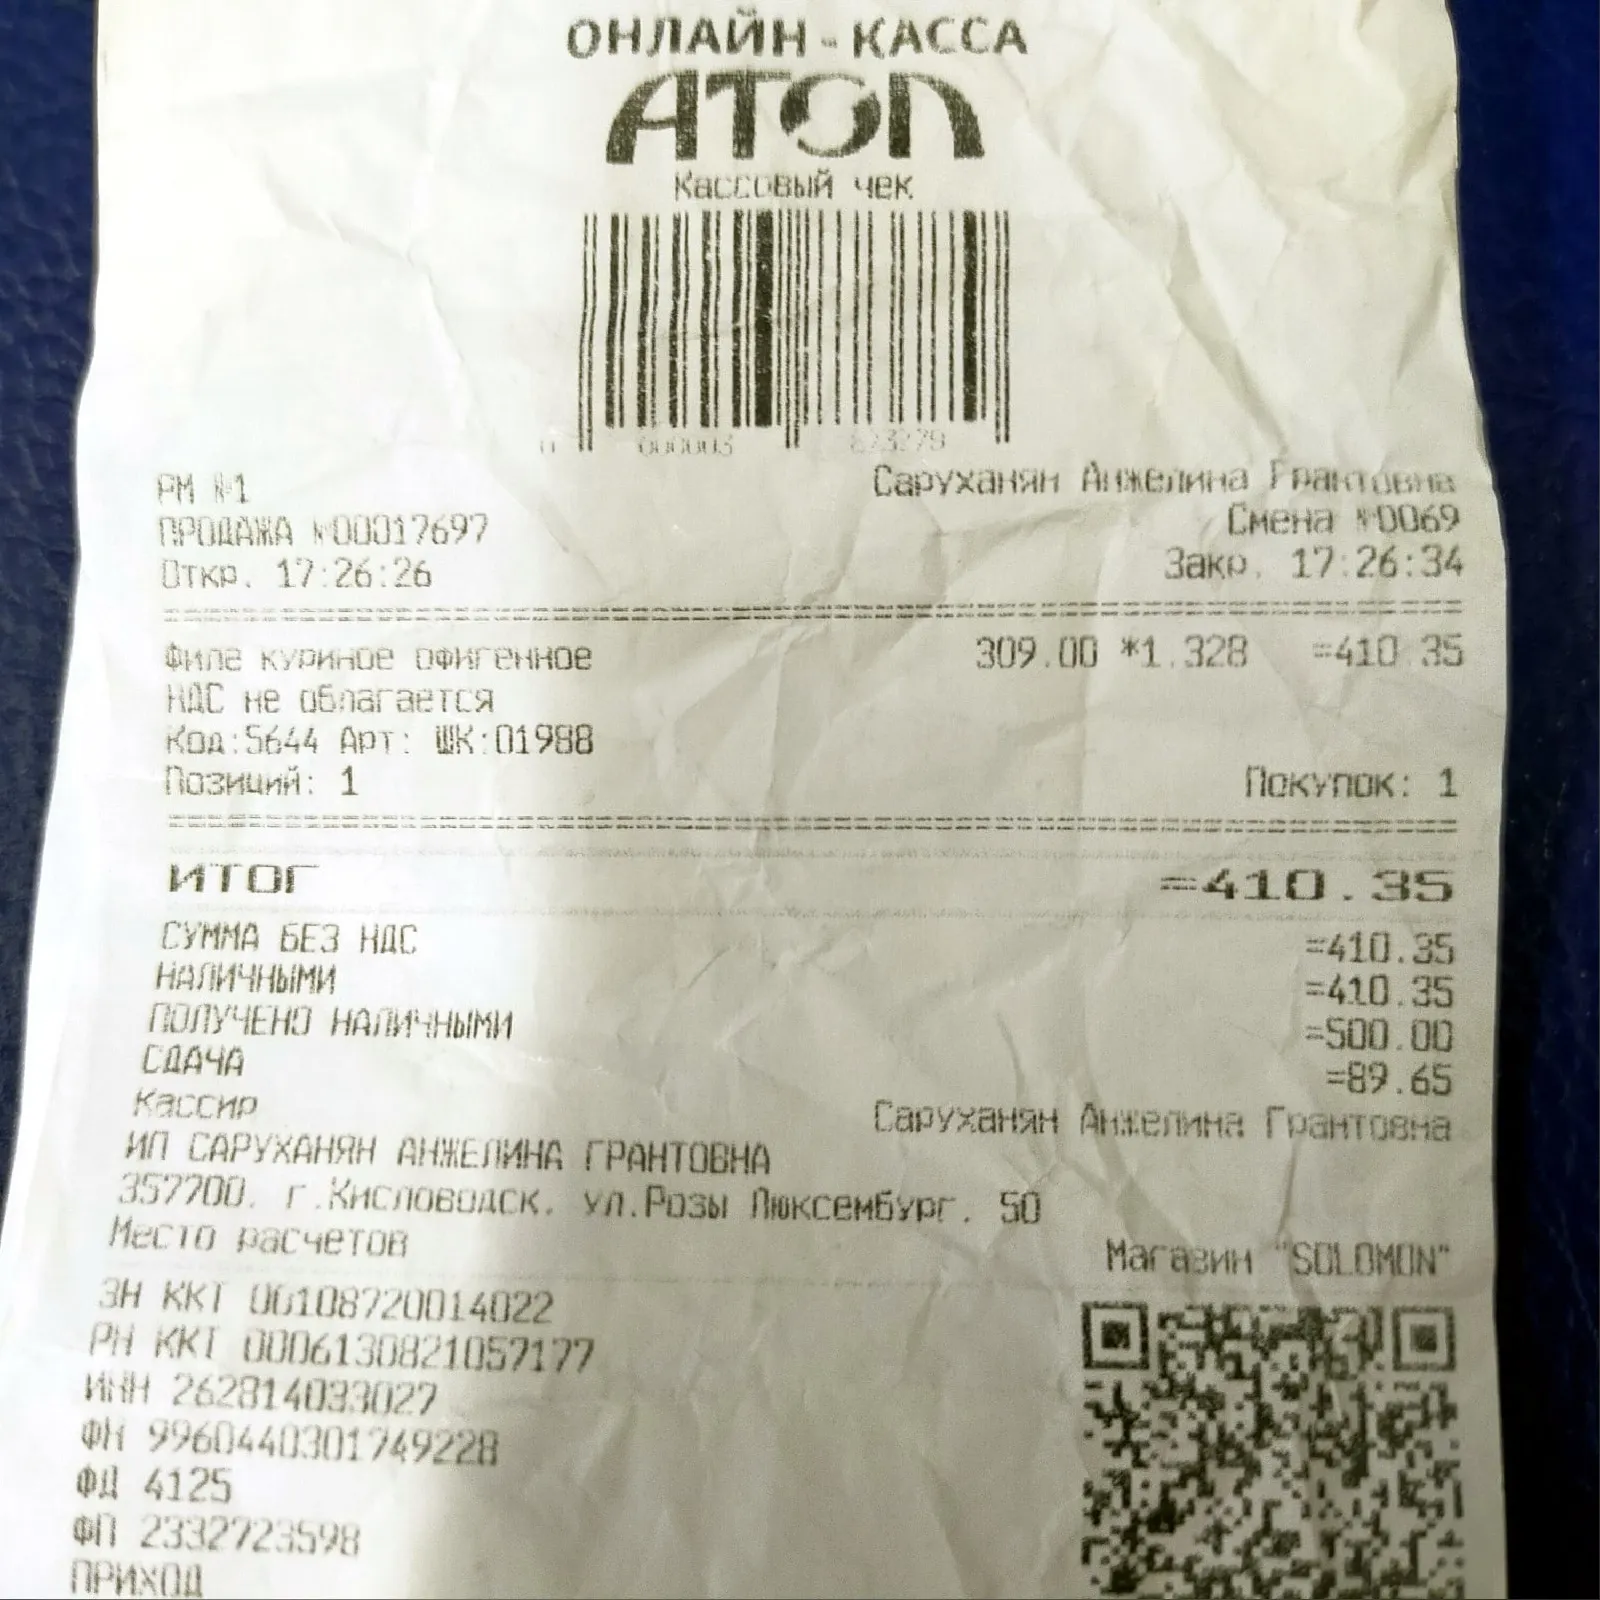 ОНЛАЙН-КАССА
АТОЛ
Кассовый чек
0 000003 623279
РМ №1 Саруханян Анжелина Грантовна
ПРОДАЖА №00017697 Смена №0069
Откр. 17:26:26 Закр. 17:26:34
Филе куриное офигенное 309.00 *1.328 =410.35
НДС не облагается
Код:5644 Арт: ШК:01988
Позиций: 1 Покупок: 1
ИТОГ =410.35
СУММА БЕЗ НДС =410.35
НАЛИЧНЫМИ =410.35
ПОЛУЧЕНО НАЛИЧНЫМИ =500.00
СДАЧА =89.65
Кассир Саруханян Анжелина Грантовна
ИП САРУХАНЯН АНЖЕЛИНА ГРАНТОВНА
357700, г.Кисловодск, ул.Розы Люксембург, 50
Место расчетов Магазин "SOLOMON"
ЗН ККТ 00108720014022
РН ККТ 0006130821057177
ИНН 262814033027
ФН 9960440301749228
ФД 4125
ФП 2332723598
ПРИХОД